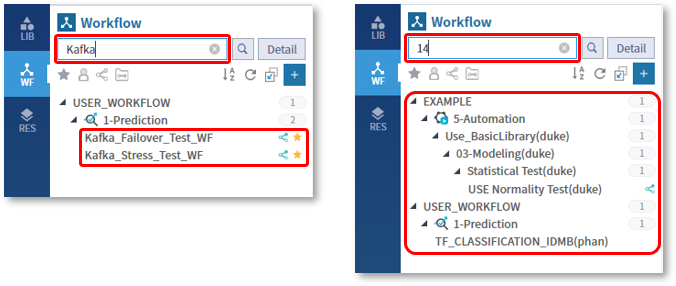 LIB
WF
RES
Workflow
Kafka
Detail
USER_WORKFLOW 1
1-Prediction 2
Kafka_Failover_Test_WF
Kafka_Stress_Test_WF
LIB
WF
RES
Workflow
14
Detail
EXAMPLE 1
5-Automation 1
Use_BasicLibrary(duke) 1
03-Modeling(duke) 1
Statistical Test(duke) 1
USE Normality Test(duke)
USER_WORKFLOW 1
1-Prediction 1
TF_CLASSIFICATION_IDMB(phan)